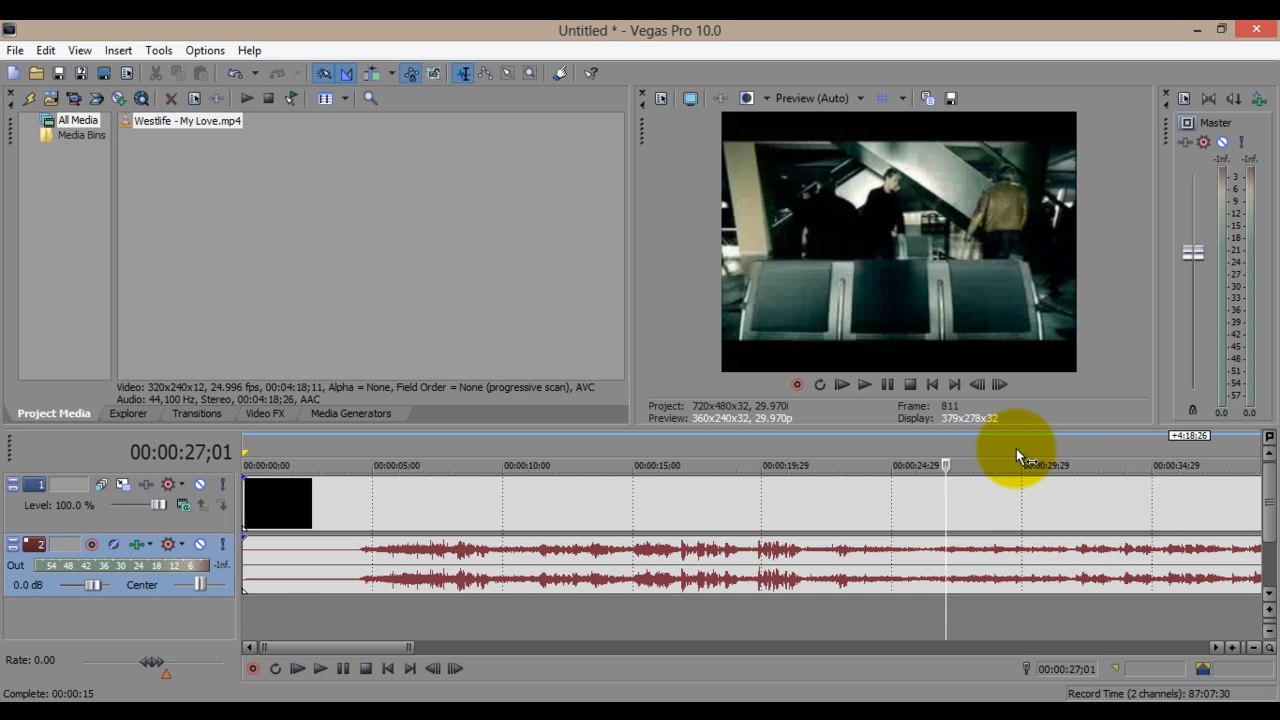 Untitled * - Vegas Pro 10.0
File Edit View Insert Tools Options Help
All Media
Media Bins
Westlife - My Love.mp4
Video: 320x240x12, 24.996 fps, 00:04:18;11, Alpha = None, Field Order = None (progressive scan), AVC
Audio: 44,100 Hz, Stereo, 00:04:18;26, AAC
Project Media Explorer Transitions Video FX Media Generators
Preview (Auto)
Project: 720x480x32, 29.970i Frame: 811
Preview: 360x240x32, 29.970p Display: 379x278x32
Master
-Inf. -Inf.
- 3 -
- 6 -
- 9 -
-12-
-15-
-18-
-21-
-24-
-27-
-30-
-33-
-36-
-39-
-42-
-45-
-48-
-51-
-54-
-57-
0.0 0.0
+4:18:26
00:00:27;01
00:00:00:00 00:00:05:00 00:00:10:00 00:00:15:00 00:00:19:29 00:00:24:29 00:00:29:29 00:00:34:29
1
Level: 100.0 %
2
Out 54 48 42 36 30 24 18 12 6 -Inf.
0.0 dB Center
Rate: 0.00
00:00:27;01
Complete: 00:00:15
Record Time (2 channels): 87:07:30